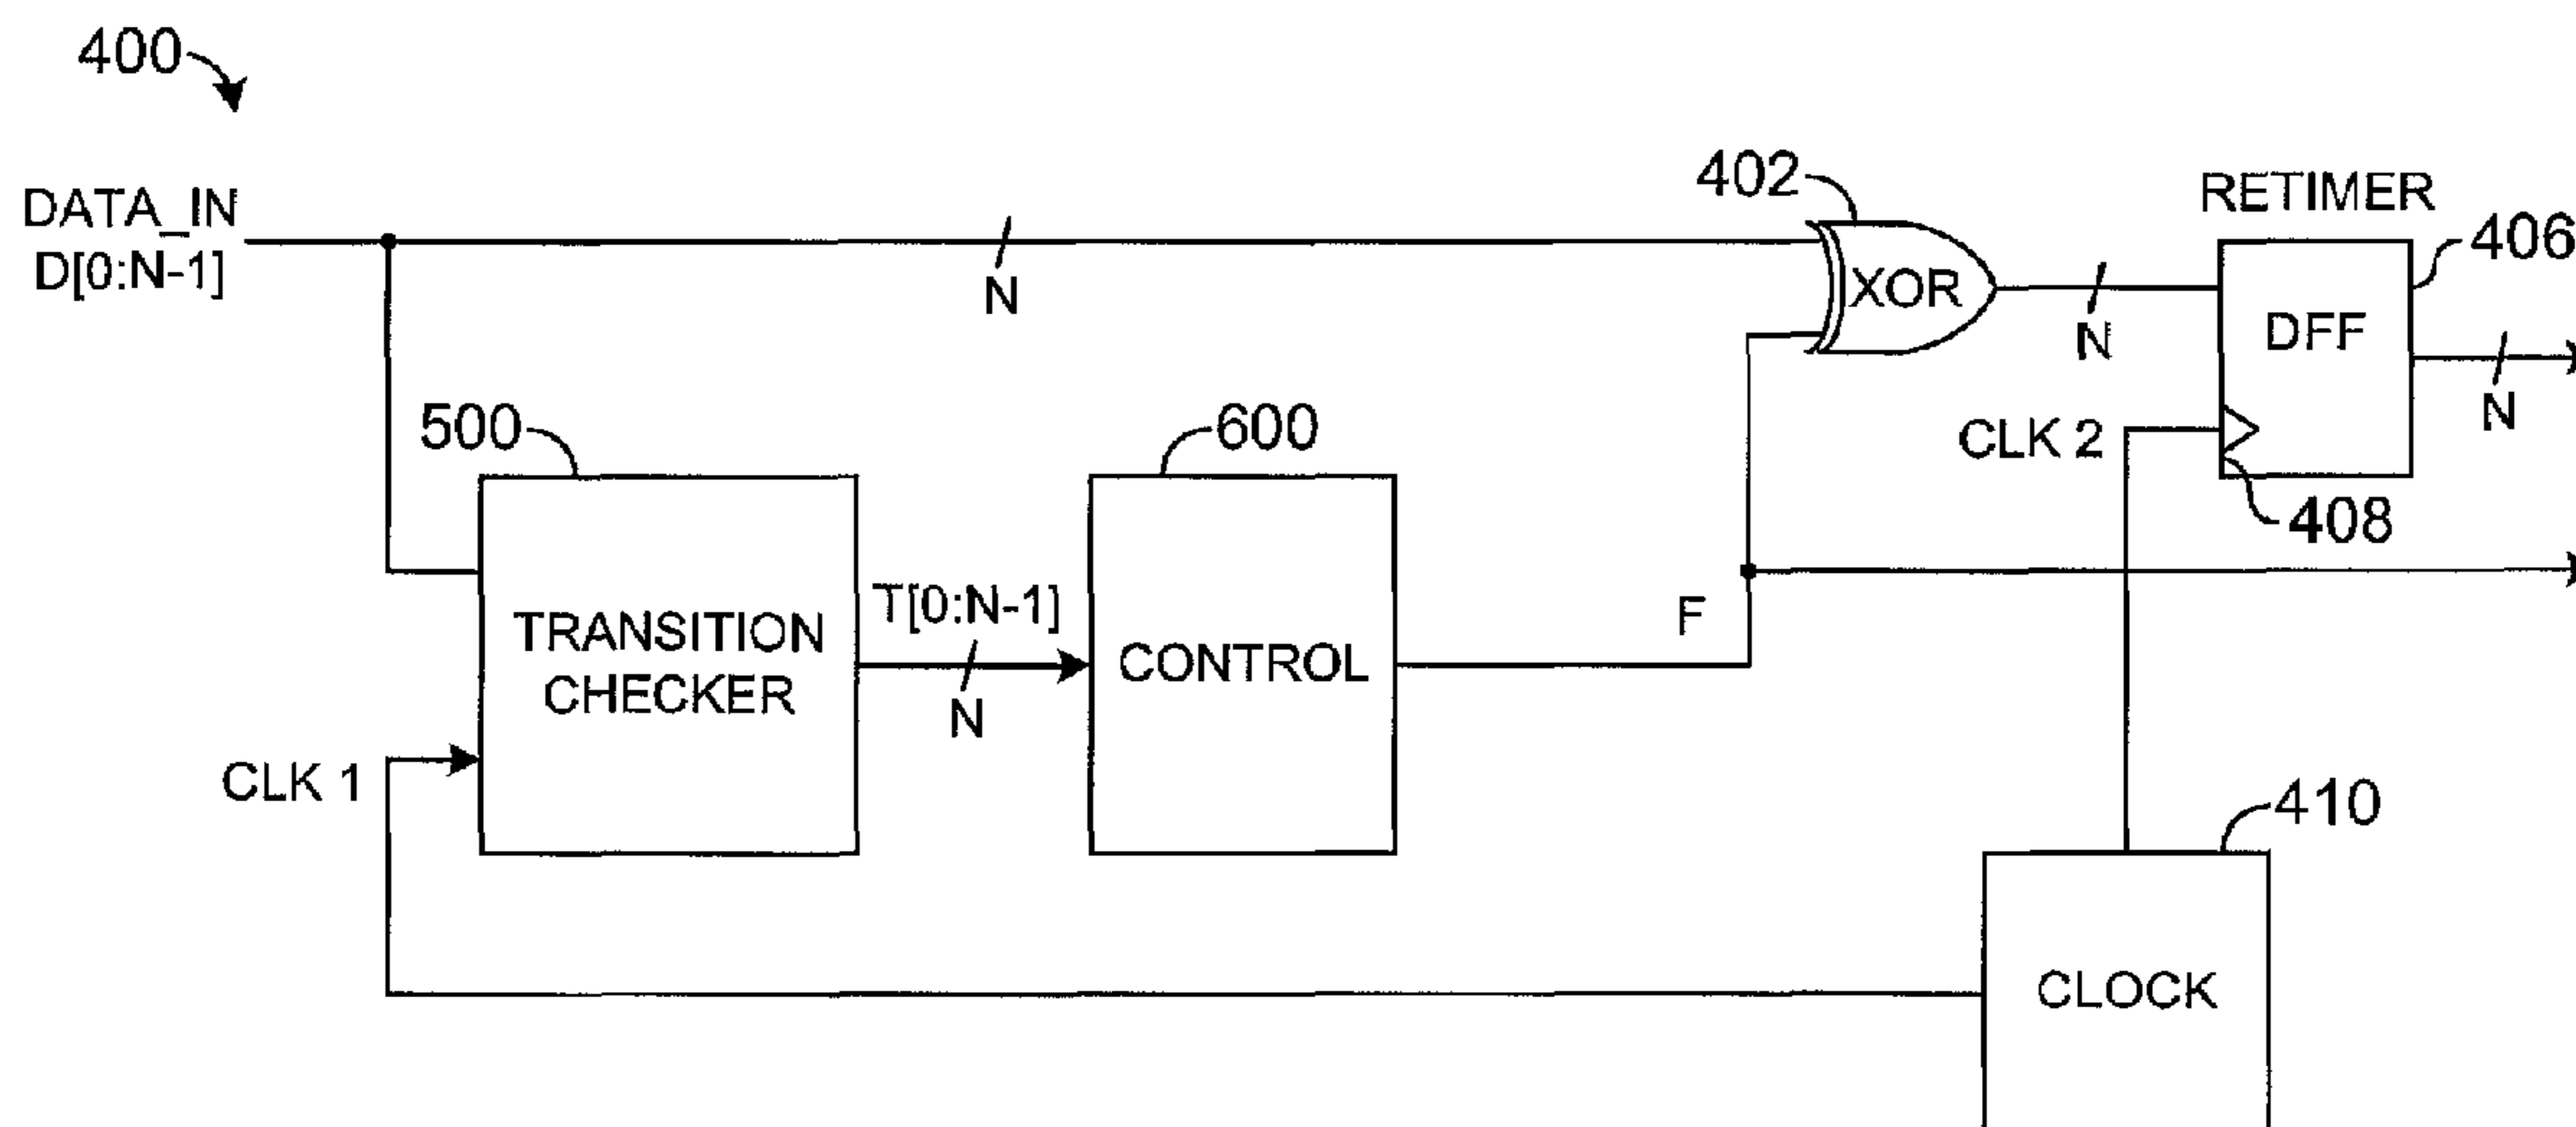 400
DATA_IN
D[0:N-1]
N
402
XOR
N
RETIMER
406
DFF
N
CLK 2
408
500
TRANSITION
CHECKER
T[0:N-1]
N
600
CONTROL
F
CLK 1
410
CLOCK